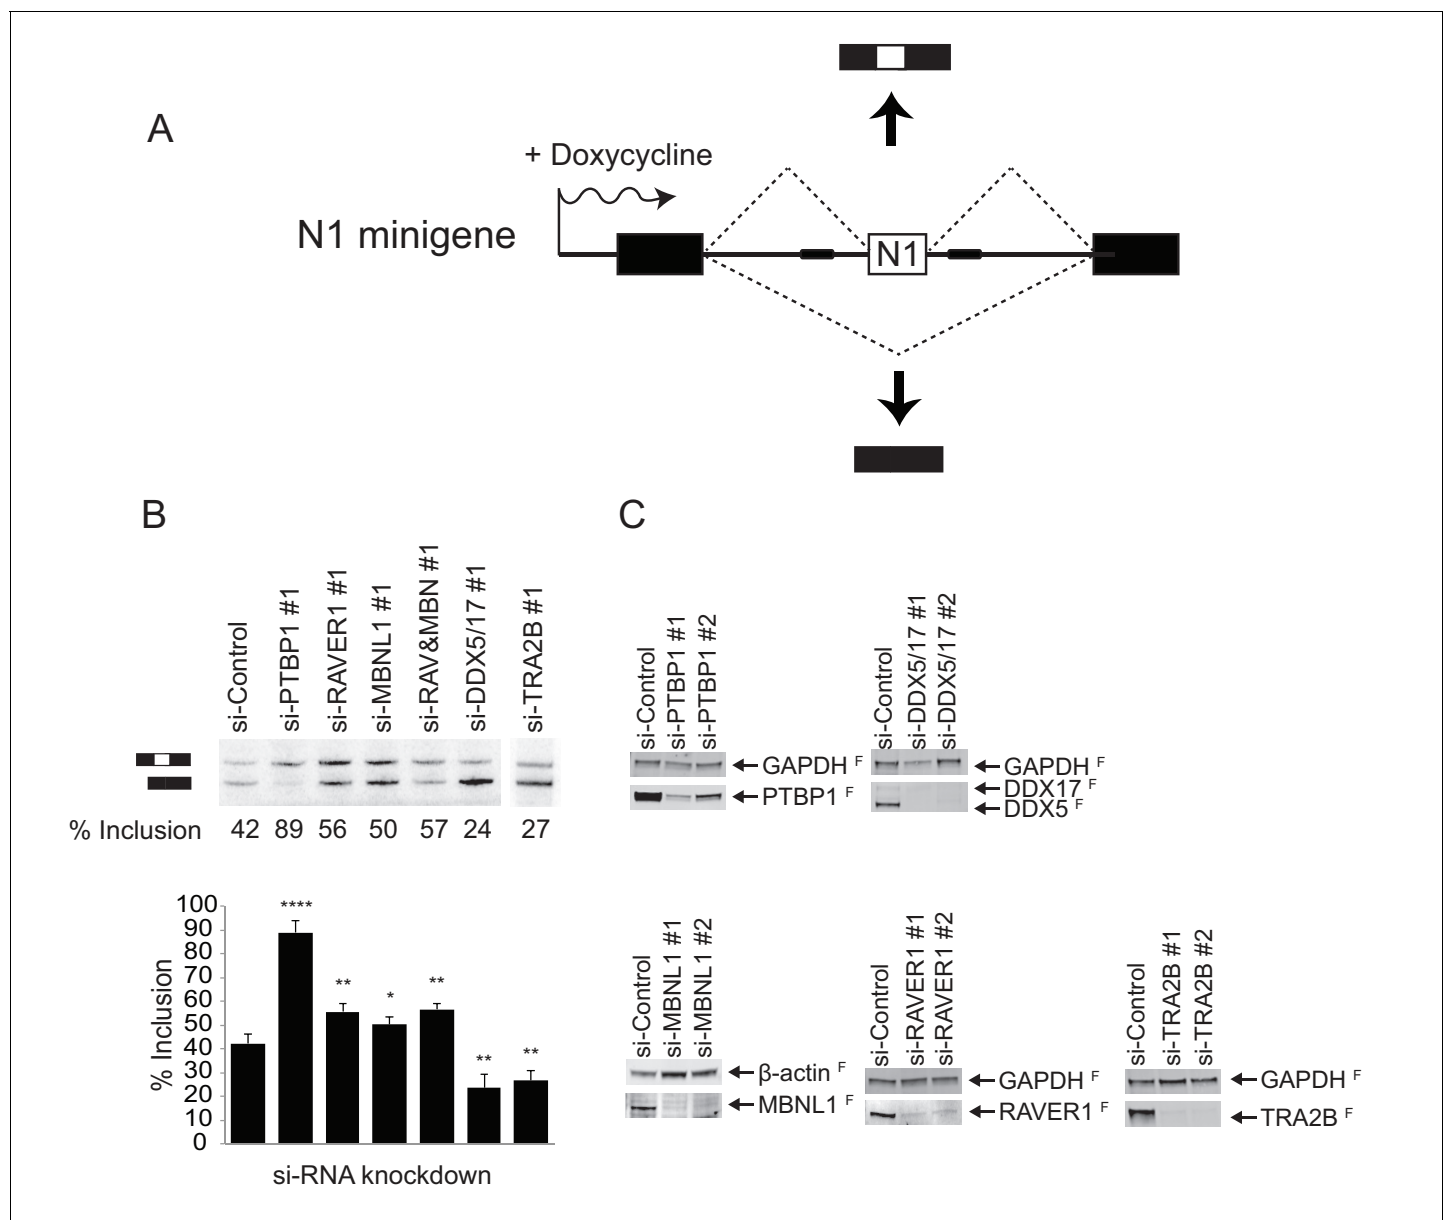 A
+ Doxycycline
N1 minigene
N1
B
si-Control
si-PTBP1 #1
si-RAVER1 #1
si-MBNL1 #1
si-RAV&MBN #1
si-DDX5/17 #1
si-TRA2B #1
% Inclusion 42 89 56 50 57 24 27
% Inclusion
100
90
80
70
60
50
40
30
20
10
0
****
**
*
**
**
**
si-RNA knockdown
C
si-Control
si-PTBP1 #1
si-PTBP1 #2
GAPDH F
PTBP1 F
si-Control
si-DDX5/17 #1
si-DDX5/17 #2
GAPDH F
DDX17 F
DDX5 F
si-Control
si-MBNL1 #1
si-MBNL1 #2
β-actin F
MBNL1 F
si-Control
si-RAVER1 #1
si-RAVER1 #2
GAPDH F
RAVER1 F
si-Control
si-TRA2B #1
si-TRA2B #2
GAPDH F
TRA2B F